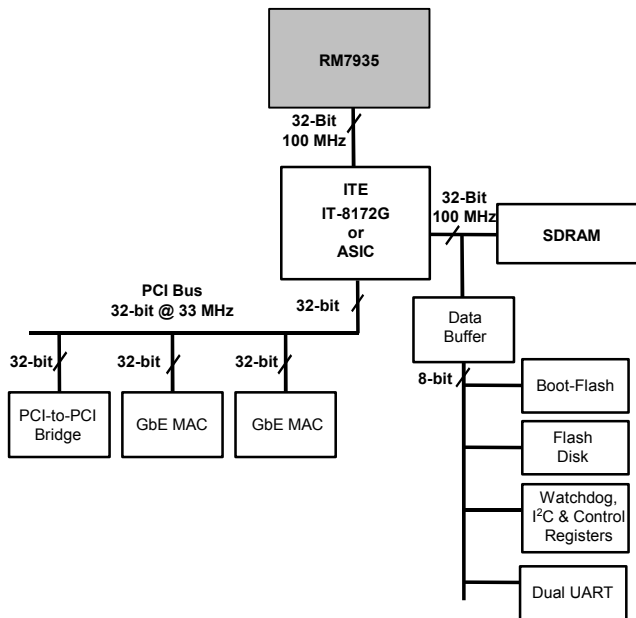 RM7935
32-Bit
100 MHz
ITE
IT-8172G
or
ASIC
32-Bit
100 MHz
SDRAM
PCI Bus
32-bit @ 33 MHz
32-bit
Data
Buffer
32-bit
32-bit
32-bit
8-bit
PCI-to-PCI
Bridge
GbE MAC
GbE MAC
Boot-Flash
Flash
Disk
Watchdog,
I²C & Control
Registers
Dual UART